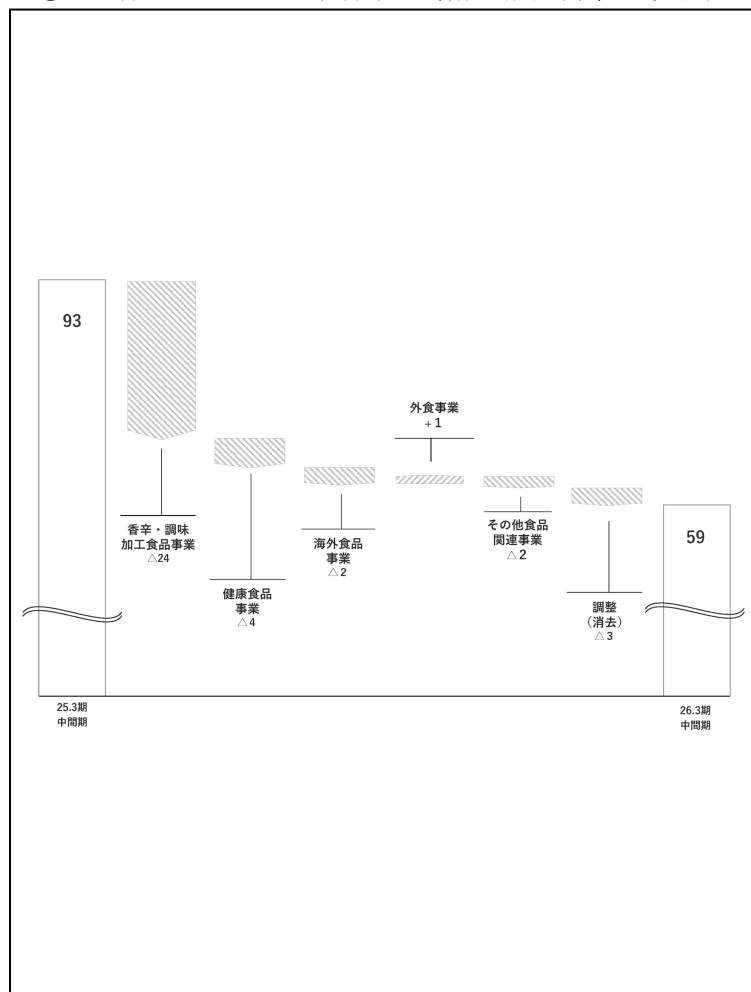 93
外食事業
+1
香辛・調味
加工食品事業
△24
海外食品
事業
△2
その他食品
関連事業
△2
59
健康食品
事業
△4
調整
(消去)
△3
25.3期
中間期
26.3期
中間期